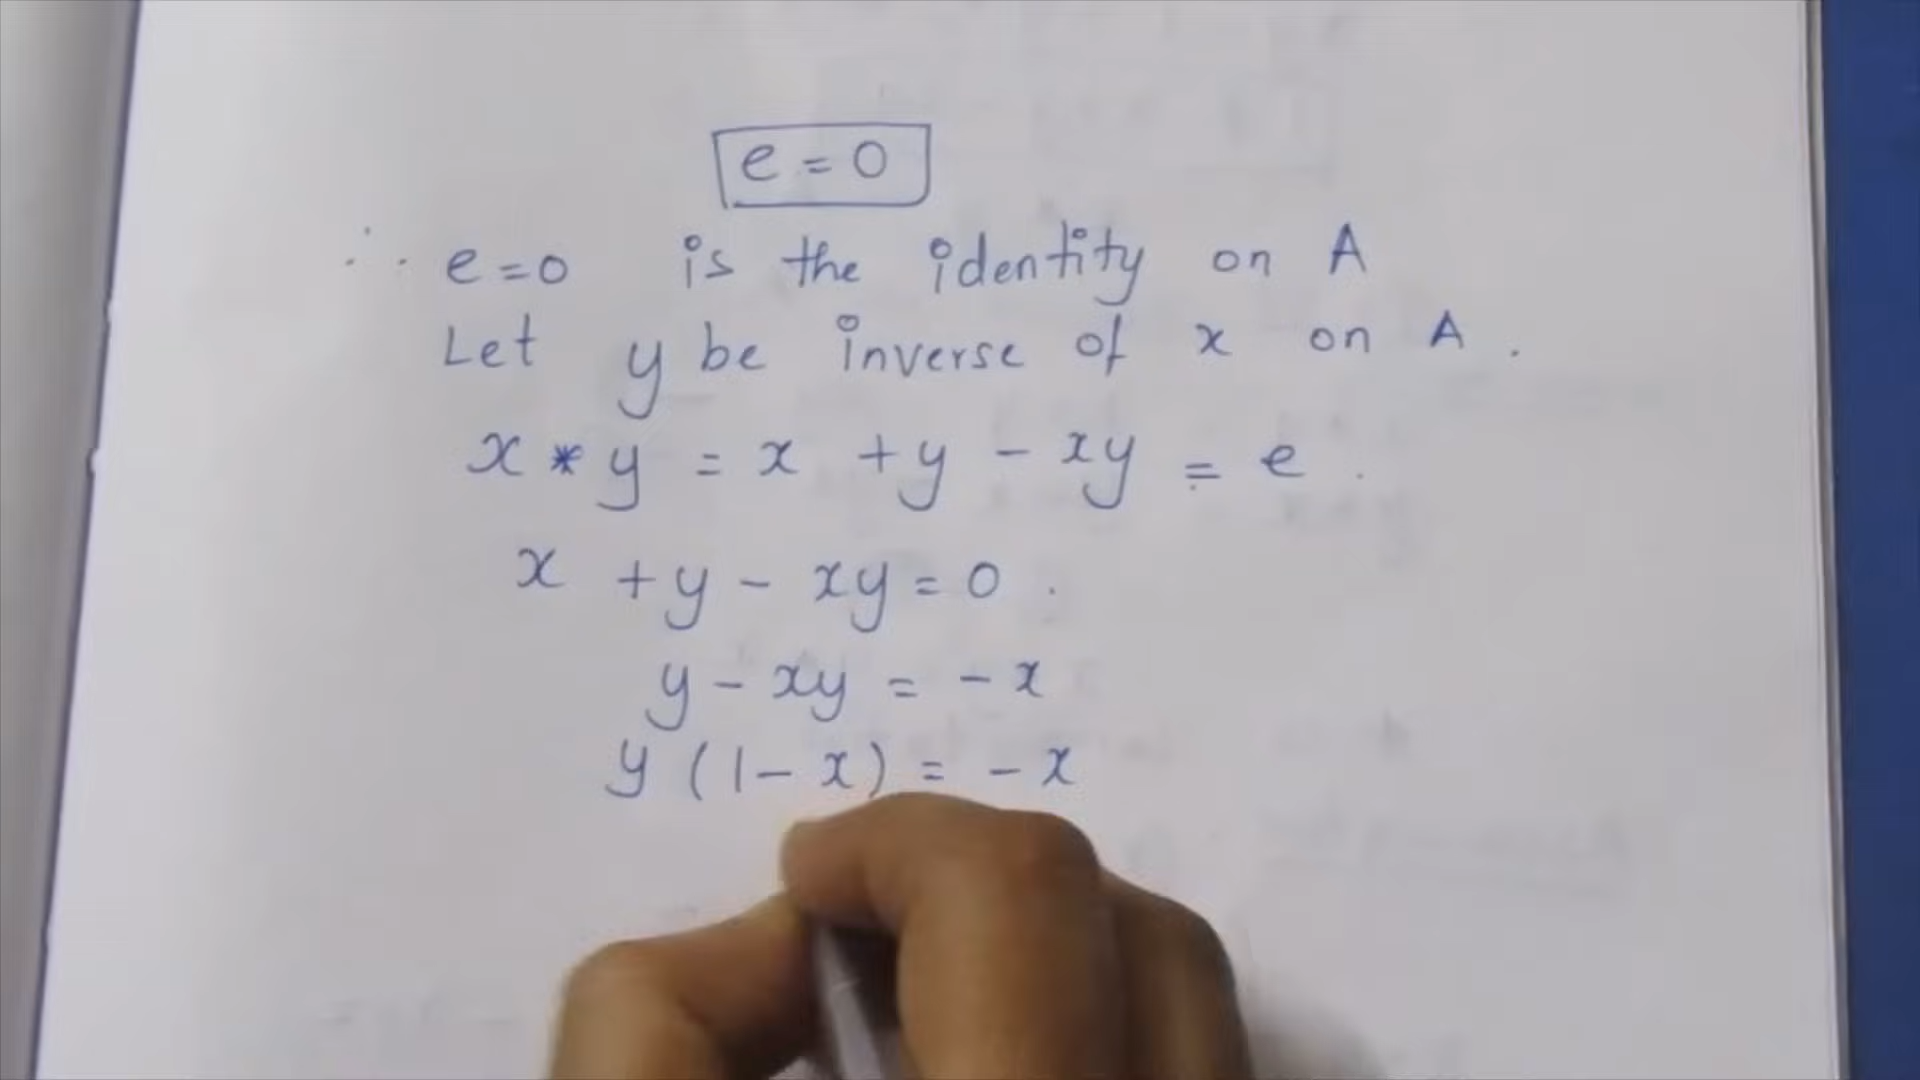 e = 0
∴ e = 0 is the identity on A
Let y be inverse of x on A .
x * y = x + y - xy = e .
x + y - xy = 0 .
y - xy = - x
y ( 1 - x ) = - x